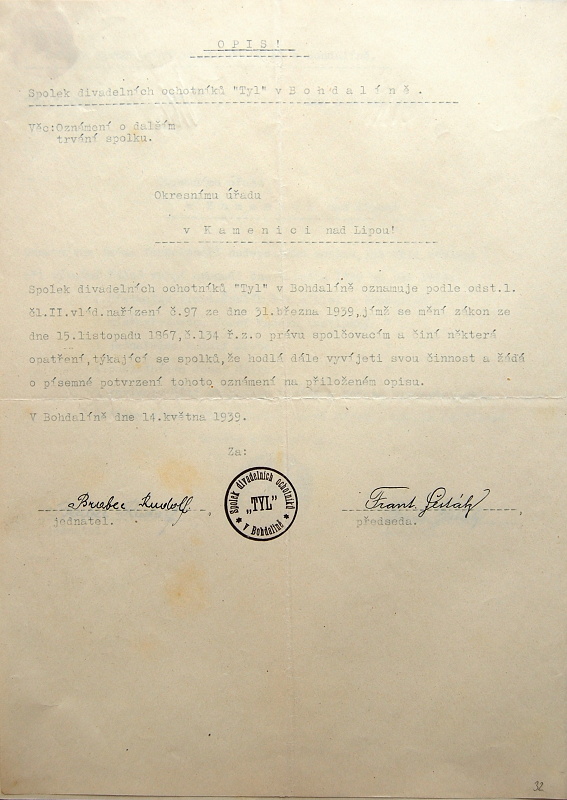 O P I S !
Spolek divadelních ochotníků "Tyl" v B o h d a l í n ě .
Věc:Oznámení o dalším
trvání spolku.
Okresnímu úřadu
v K a m e n i c i nad Lipou!
Spolek divadelních ochotníků "Tyl" v Bohdalíně oznamuje podle odst.1.
čl.II.vlád.nařízení č.97 ze dne 31.března 1939,jímž se mění zákon ze
dne 15.listopadu 1867,č.134 ř.z.o právu spolčovacím a činí některá
opatření,týkající se spolků,že hodlá dále vyvíjeti svou činnost a žádá
o písemné potvrzení tohoto oznámení na přiloženém opisu.
V Bohdalíně dne 14.května 1939.
Za:
Spolek divadelních ochotníků
„TYL"
v Bohdalíně
Brabec Rudolf ,
Frant.
jednatel.
předseda.
32